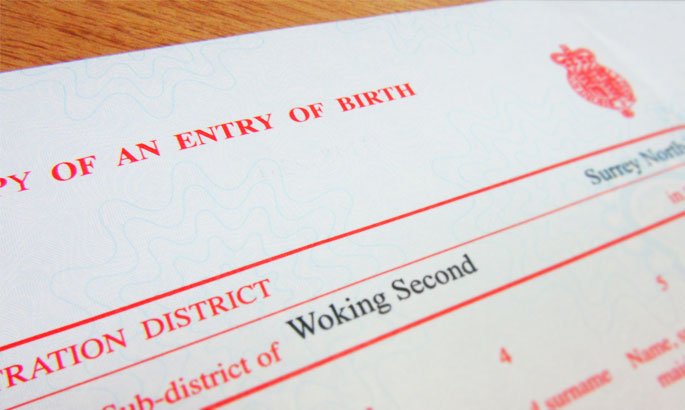 PY OF AN ENTRY OF BIRTH
TRATION DISTRICT Surrey North
Sub-district of Woking Second in
4 5
d surname Name, s
maid